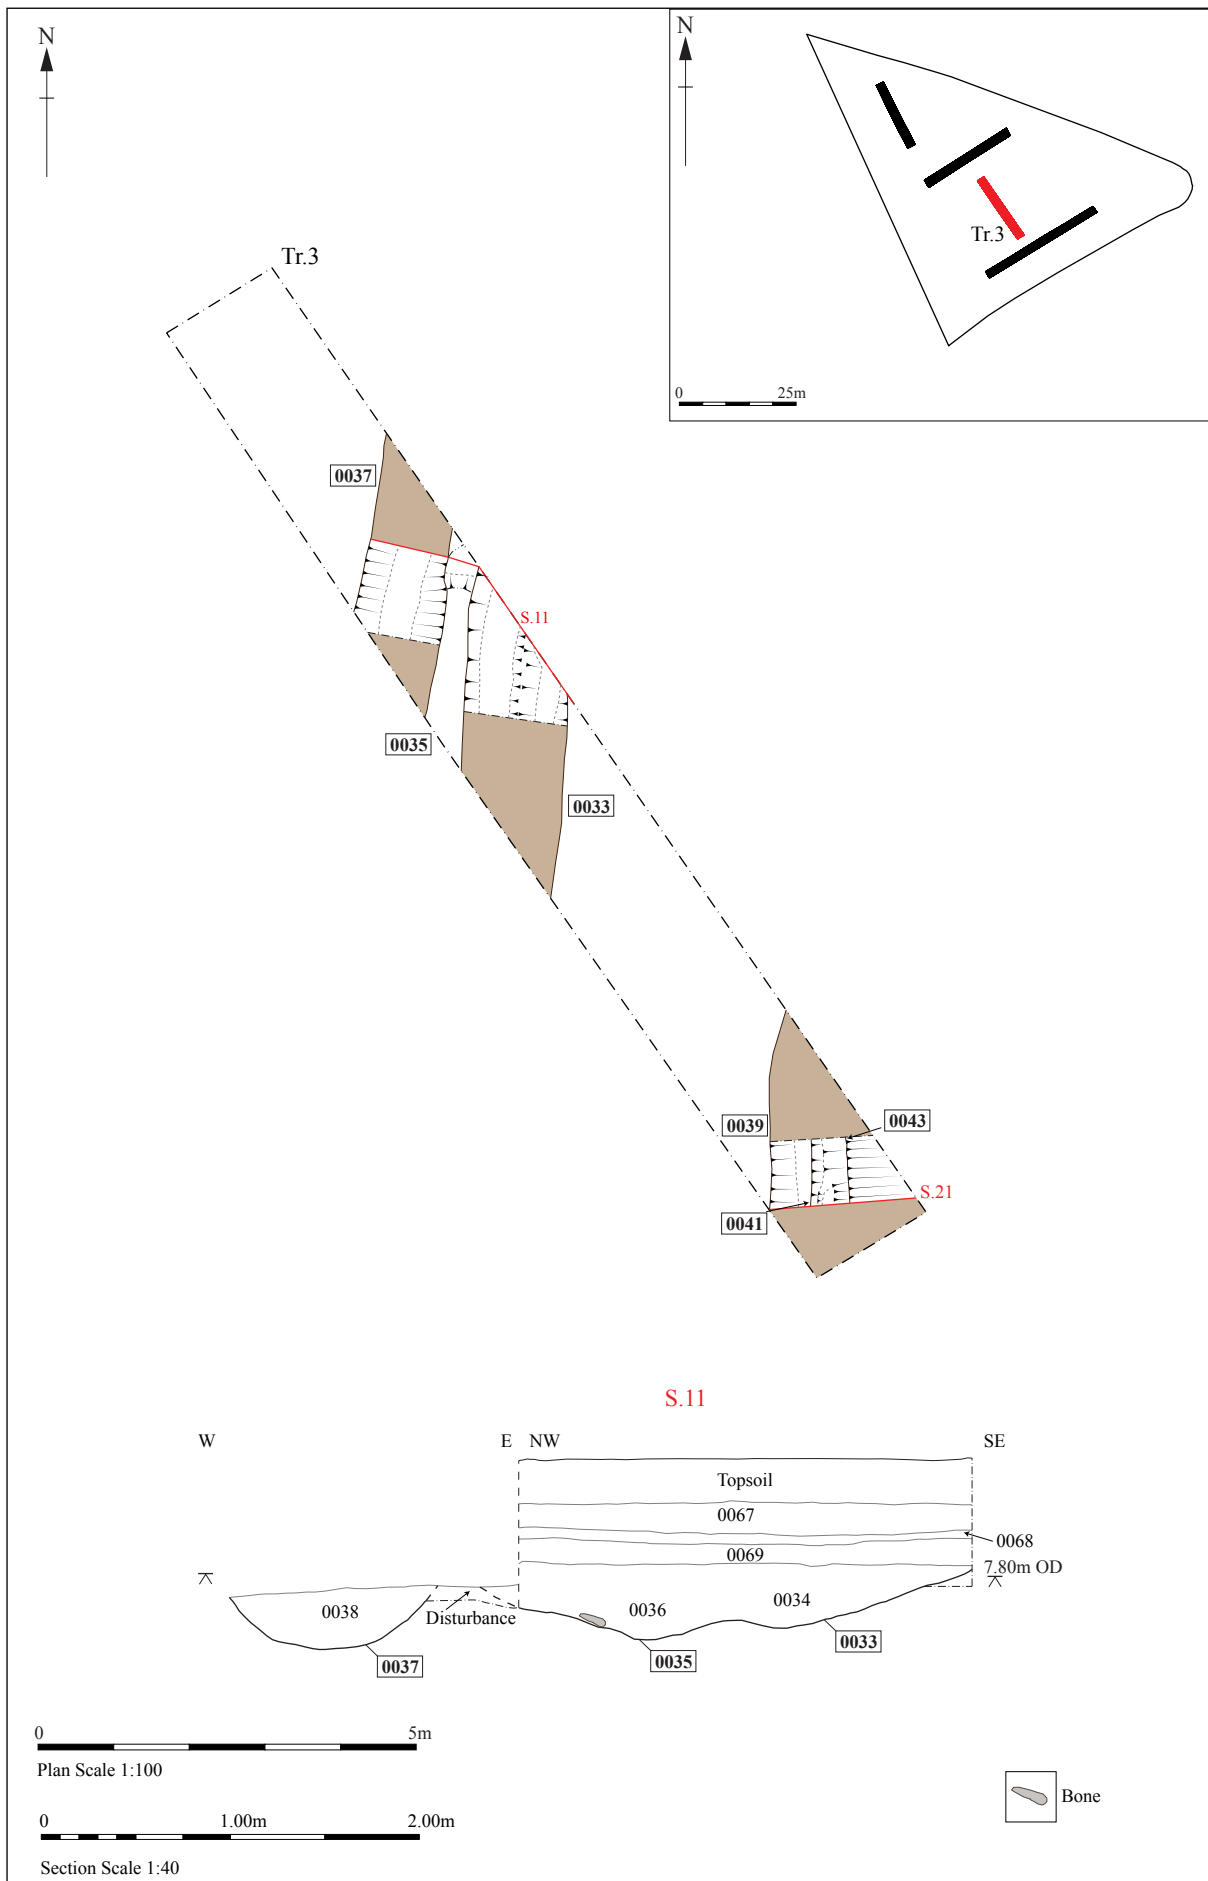 N
N
Tr.3
0 25m
Tr.3
0037
S.11
0035
0033
0039
0043
S.21
0041
S.11
W E NW SE
Topsoil
0067
0068
0069
7.80m OD
0038
Disturbance
0036
0034
0033
0035
0037
0 5m
Plan Scale 1:100
Bone
0 1.00m 2.00m
Section Scale 1:40